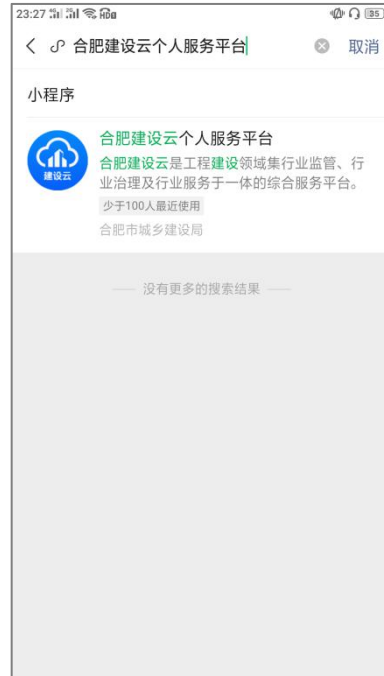 23:27 HDB 35
合肥建设云个人服务平台 取消
小程序
合肥建设云个人服务平台
建设云
合肥建设云是工程建设领域集行业监管、行
业治理及行业服务于一体的综合服务平台。
少于100人最近使用
合肥市城乡建设局
没有更多的搜索结果